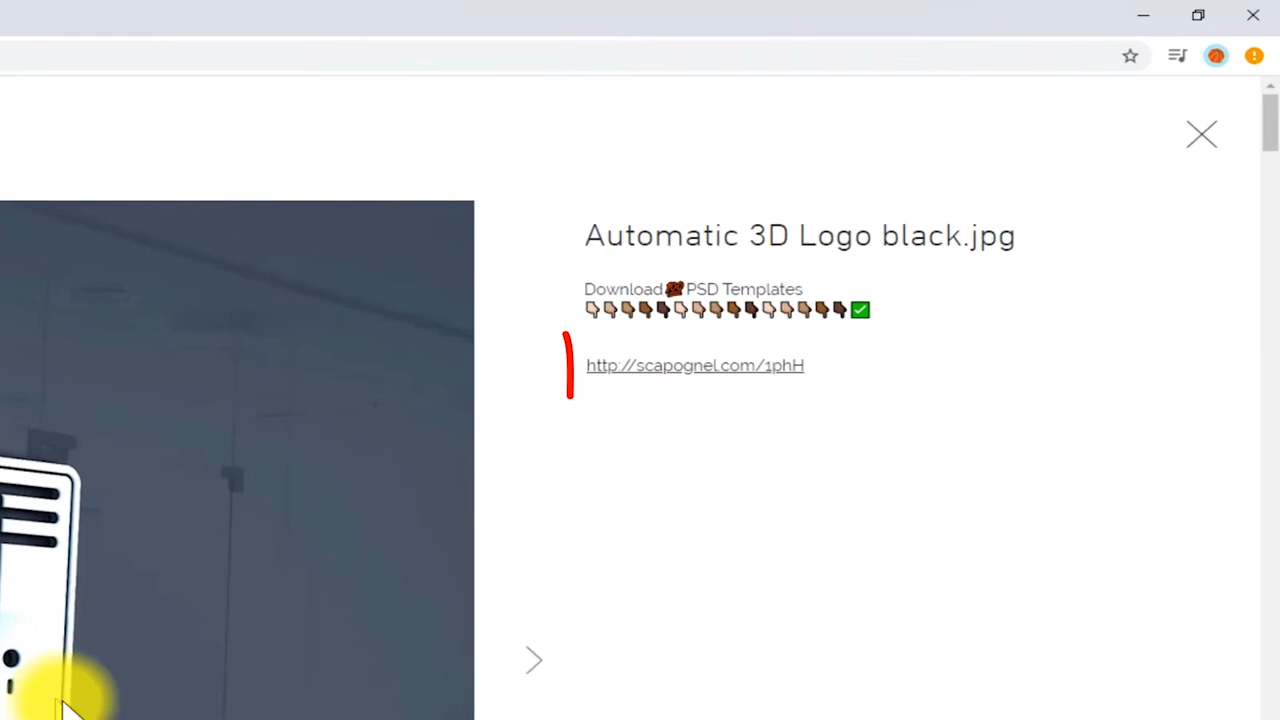 Automatic 3D Logo black.jpg
Download💯PSD Templates
👇🏻👇🏼👇🏽👇🏾👇🏿👇🏻👇🏼👇🏽👇🏾👇🏿👇🏻👇🏼👇🏽👇🏾👇🏿✅
http://scapognel.com/1phH